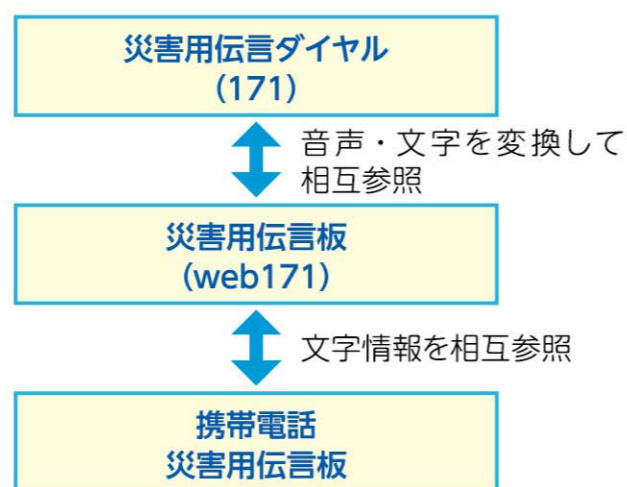 災害用伝言ダイヤル
(171)
音声・文字を変換して
相互参照
災害用伝言板
(web171)
文字情報を相互参照
携帯電話
災害用伝言板